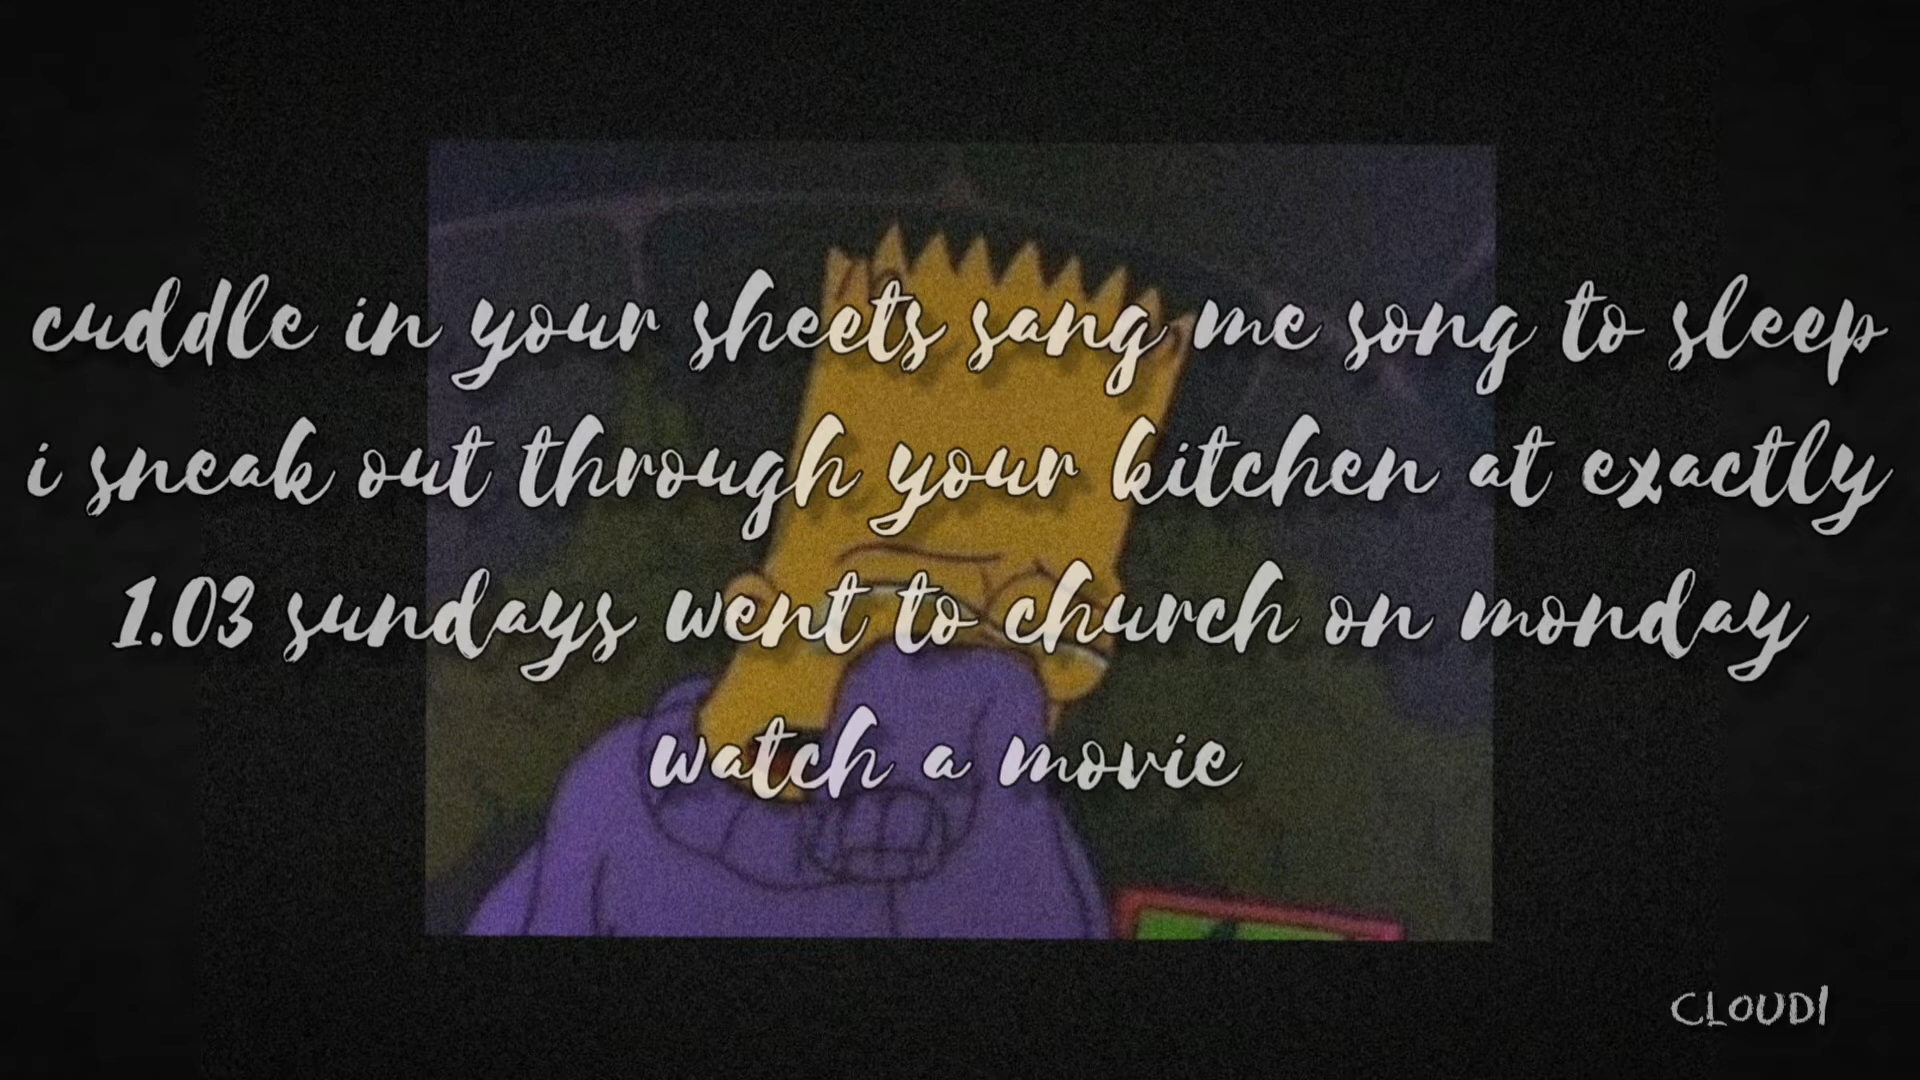 cuddle in your sheets sang me song to sleep
i sneak out through your kitchen at exactly
1.03 sundays went to church on monday
watch a movie
CLOUDI